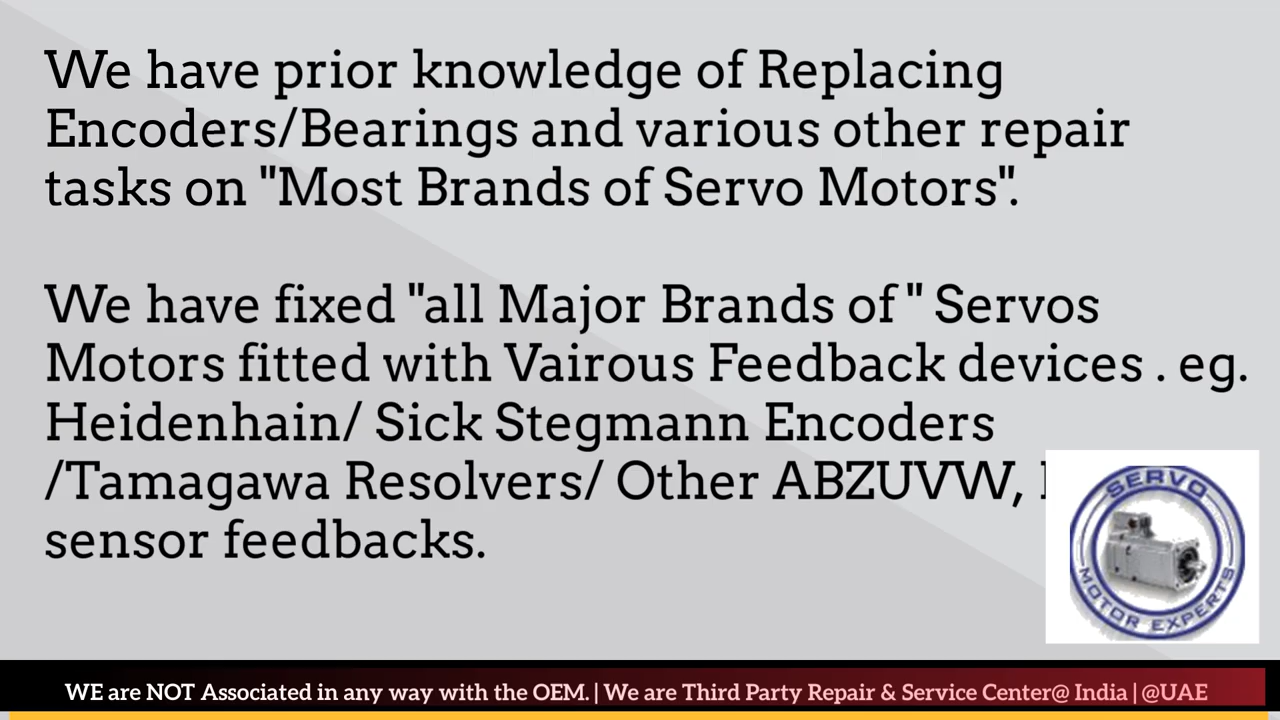 We have prior knowledge of Replacing
Encoders/Bearings and various other repair
tasks on "Most Brands of Servo Motors".
We have fixed "all Major Brands of " Servos
Motors fitted with Vairous Feedback devices . eg.
Heidenhain/ Sick Stegmann Encoders
/Tamagawa Resolvers/ Other ABZUVW,
sensor feedbacks.
SERVO
MOTOR EXPERTS
WE are NOT Associated in any way with the OEM. | We are Third Party Repair & Service Center@ India | @UAE